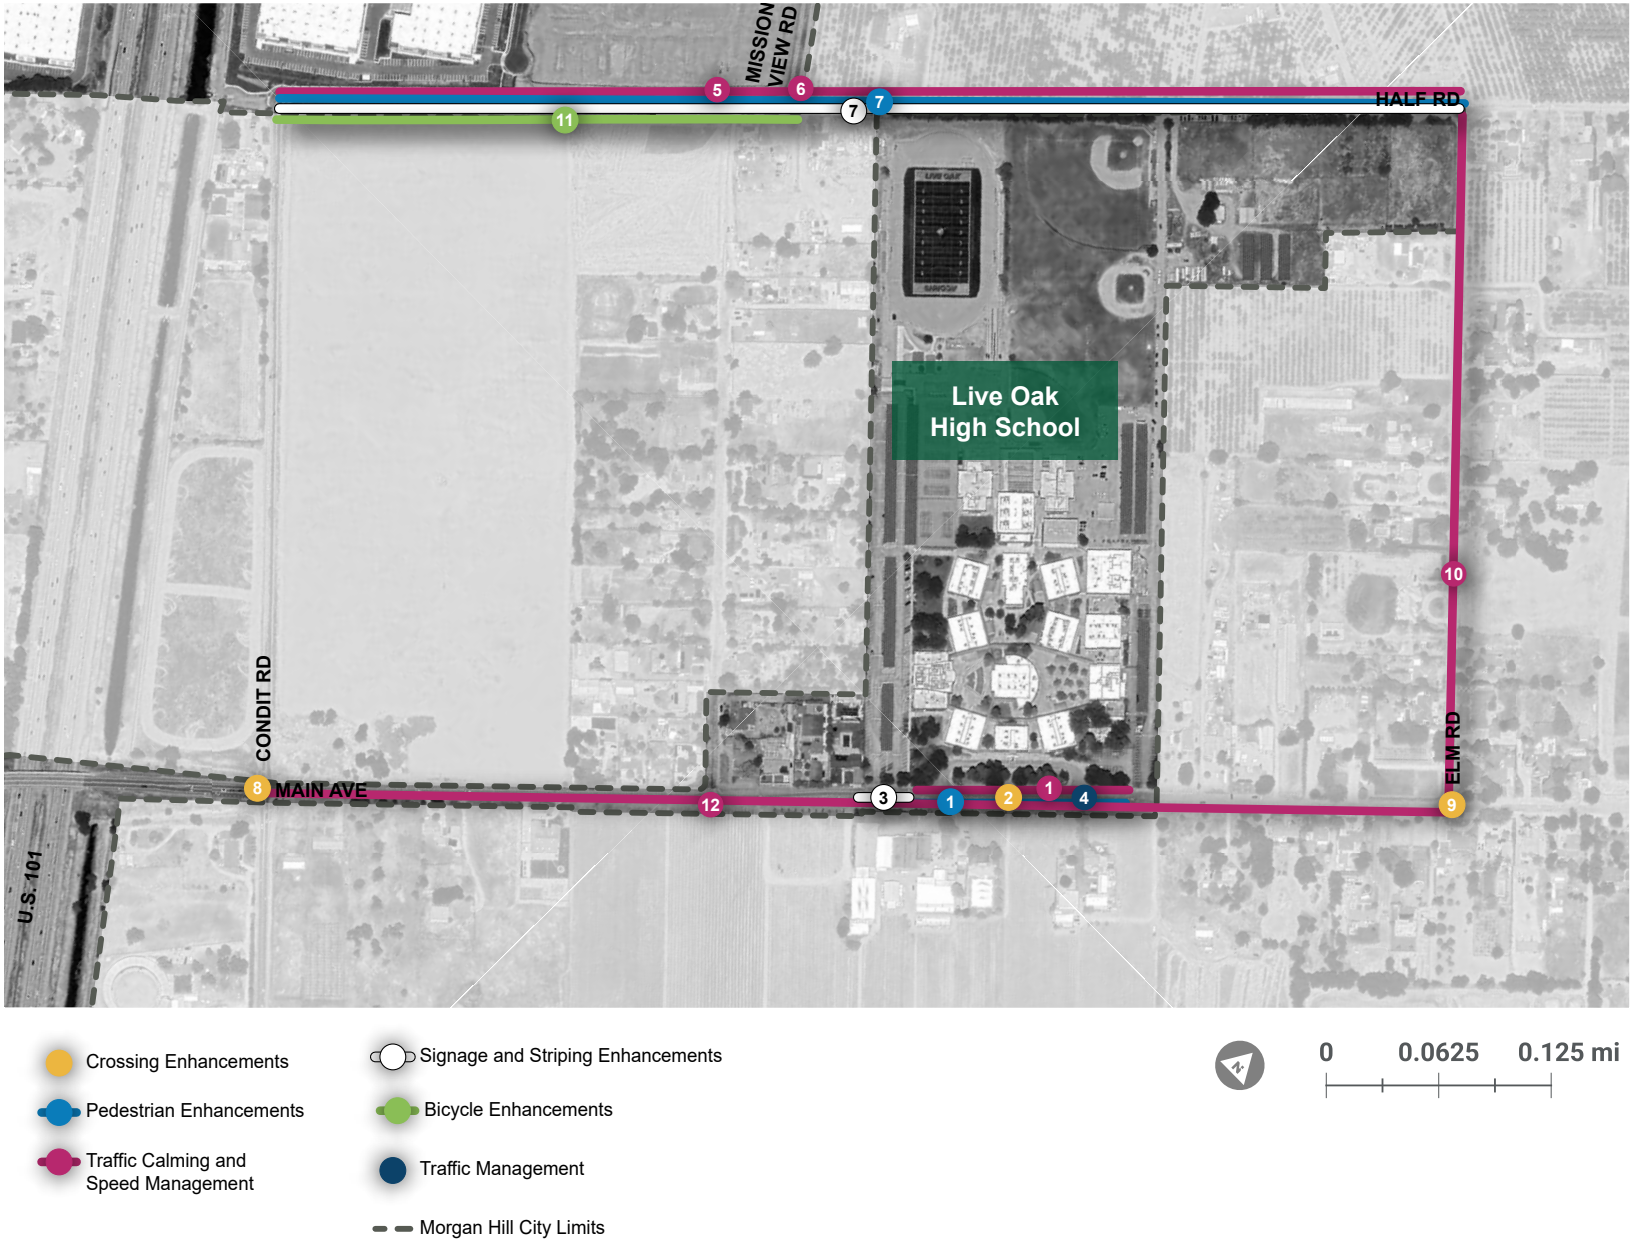 MISSION
VIEW RD
5
6
7
7
HALF RD
11
LIVE OAK
Live Oak
High School
10
CONDIT RD
ELM RD
8
MAIN AVE
12
3
1
2
1
4
9
U.S. 101
Crossing Enhancements
Pedestrian Enhancements
Traffic Calming and
Speed Management
Signage and Striping Enhancements
Bicycle Enhancements
Traffic Management
Morgan Hill City Limits
N
0 0.0625 0.125 mi